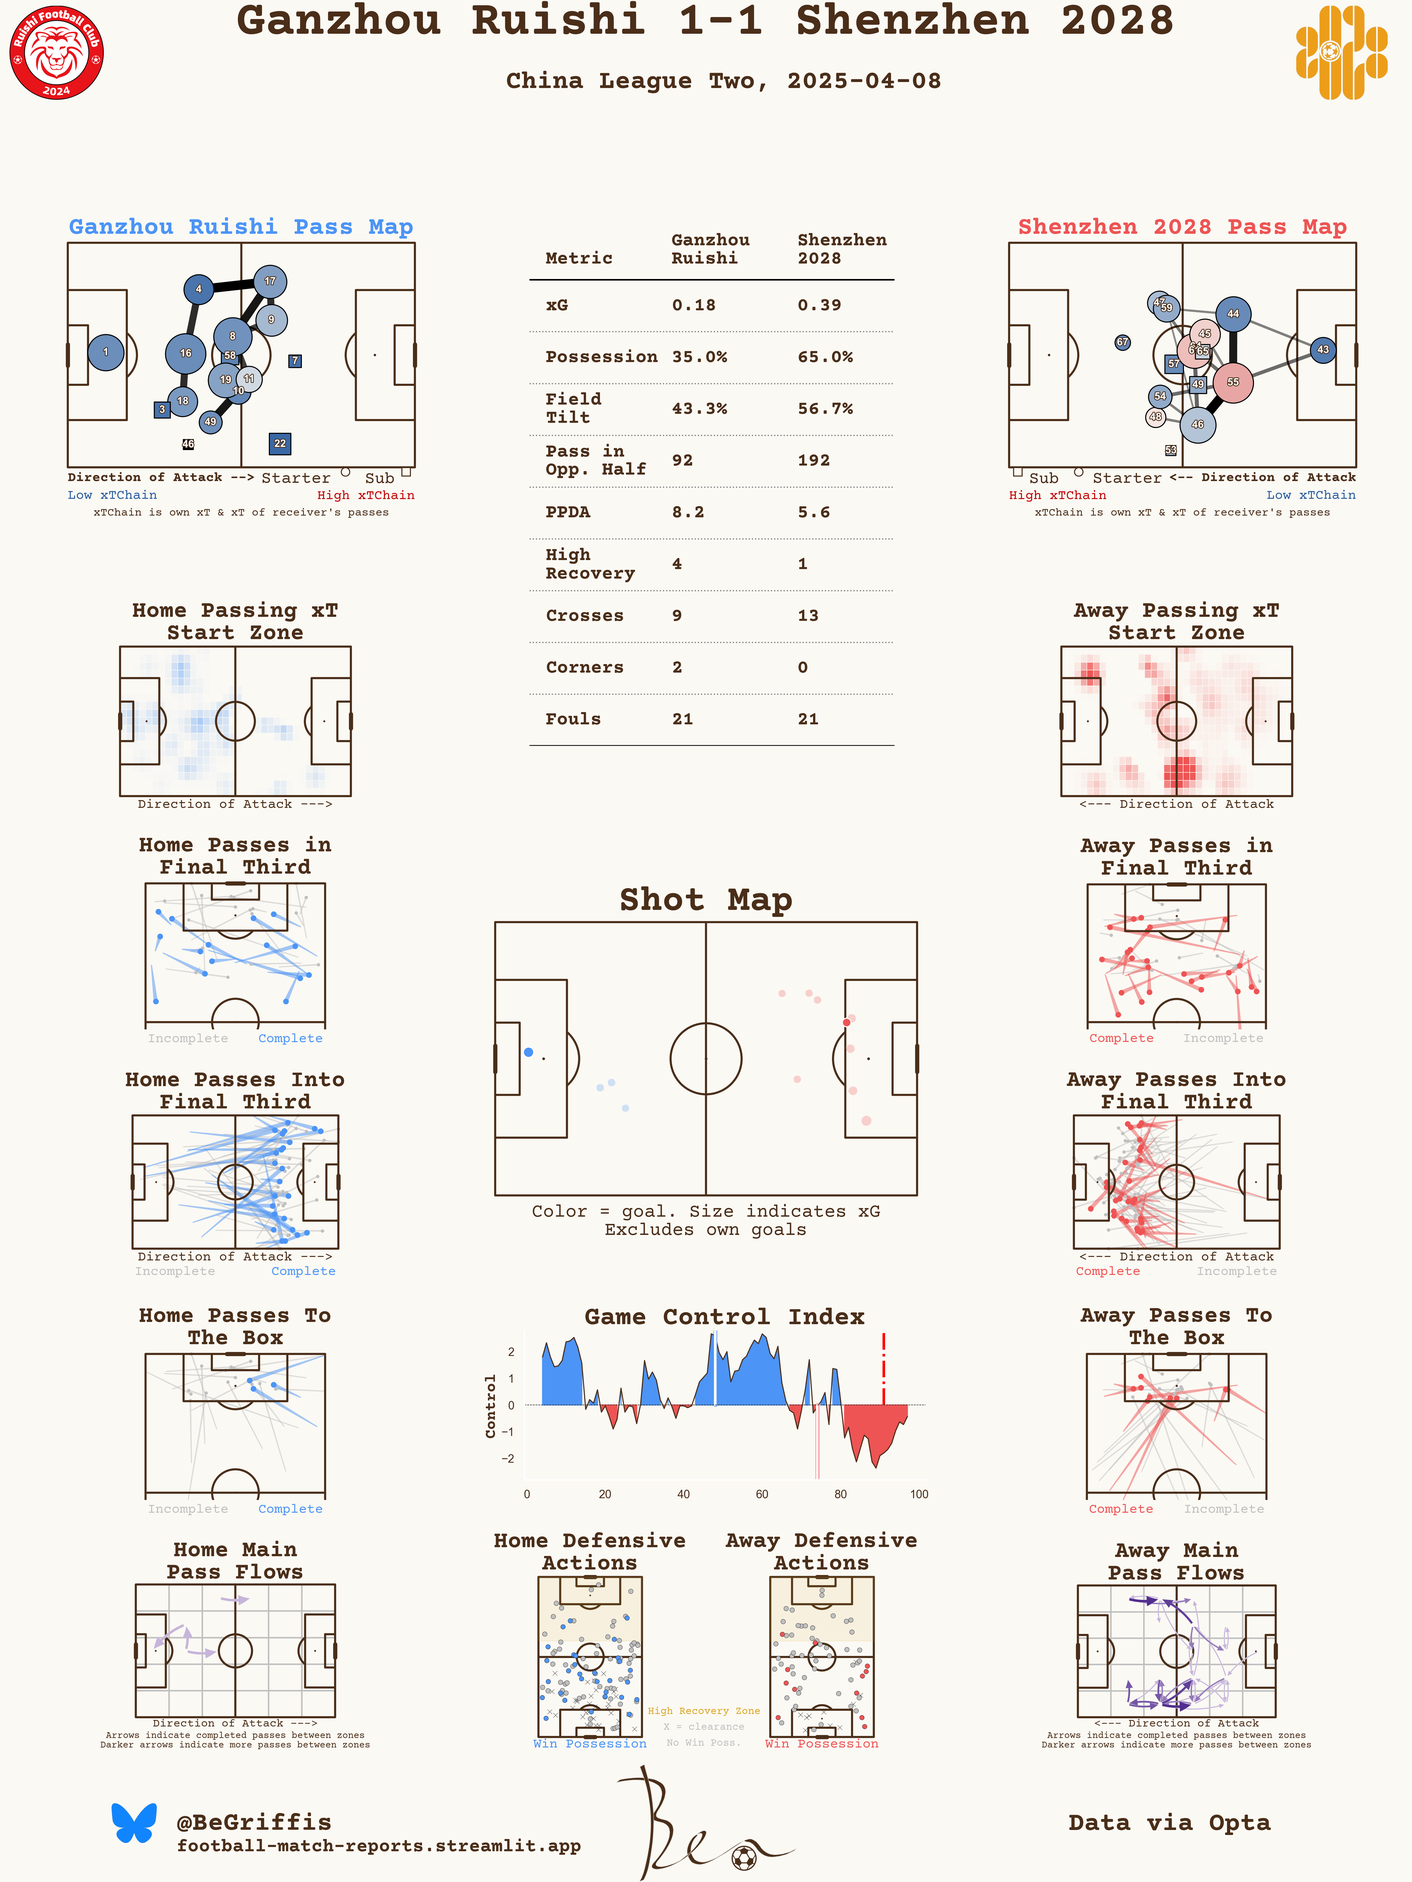 Ganzhou Ruishi 1-1 Shenzhen 2028
China League Two, 2025-04-08
Ruishi Football Club
2024
Ganzhou Ruishi Pass Map
4
17
9
8
1
16
58
7
19
11
10
18
3
49
46
22
Direction of Attack --> Starter Sub
Low xTChain High xTChain
xTChain is own xT & xT of receiver's passes
Metric Ganzhou Ruishi Shenzhen 2028
xG 0.18 0.39
Possession 35.0% 65.0%
Field Tilt 43.3% 56.7%
Pass in Opp. Half 92 192
PPDA 8.2 5.6
High Recovery 4 1
Crosses 9 13
Corners 2 0
Fouls 21 21
Shenzhen 2028 Pass Map
47
59
44
45
67
65
43
57
49
55
54
48
46
53
Sub Starter <-- Direction of Attack
High xTChain Low xTChain
xTChain is own xT & xT of receiver's passes
Home Passing xT
Start Zone
Direction of Attack --->
Away Passing xT
Start Zone
<--- Direction of Attack
Home Passes in
Final Third
Incomplete Complete
Away Passes in
Final Third
Complete Incomplete
Shot Map
Color = goal. Size indicates xG
Excludes own goals
Home Passes Into
Final Third
Direction of Attack --->
Incomplete Complete
Away Passes Into
Final Third
<--- Direction of Attack
Complete Incomplete
Home Passes To
The Box
Incomplete Complete
Game Control Index
Control
2
1
0
−1
−2
0 20 40 60 80 100
Away Passes To
The Box
Complete Incomplete
Home Main
Pass Flows
Direction of Attack --->
Arrows indicate completed passes between zones
Darker arrows indicate more passes between zones
Home Defensive
Actions
Win Possession
Away Defensive
Actions
Win Possession
High Recovery Zone
X = clearance
No Win Poss.
Away Main
Pass Flows
<--- Direction of Attack
Arrows indicate completed passes between zones
Darker arrows indicate more passes between zones
@BeGriffis
football-match-reports.streamlit.app
Ben
Data via Opta